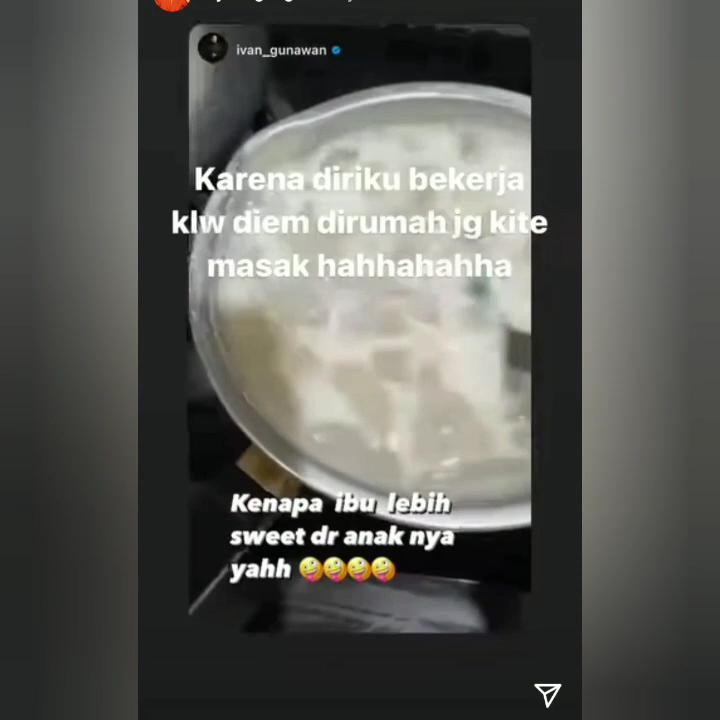 ivan_gunawan
Karena diriku bekerja
klw diem dirumah jg kite
masak hahhahahha
Kenapa ibu lebih
sweet dr anak nya
yahh 🤪🤪🤪🤪